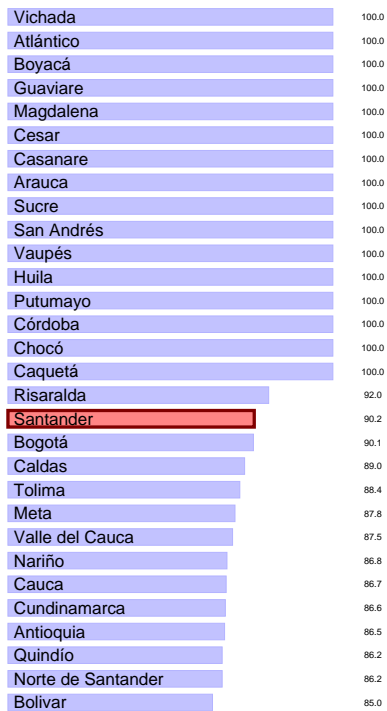 Vichada 100.0
Atlántico 100.0
Boyacá 100.0
Guaviare 100.0
Magdalena 100.0
Cesar 100.0
Casanare 100.0
Arauca 100.0
Sucre 100.0
San Andrés 100.0
Vaupés 100.0
Huila 100.0
Putumayo 100.0
Córdoba 100.0
Chocó 100.0
Caquetá 100.0
Risaralda 92.0
Santander 90.2
Bogotá 90.1
Caldas 89.0
Tolima 88.4
Meta 87.8
Valle del Cauca 87.5
Nariño 86.8
Cauca 86.7
Cundinamarca 86.6
Antioquia 86.5
Quindío 86.2
Norte de Santander 86.2
Bolivar 85.0